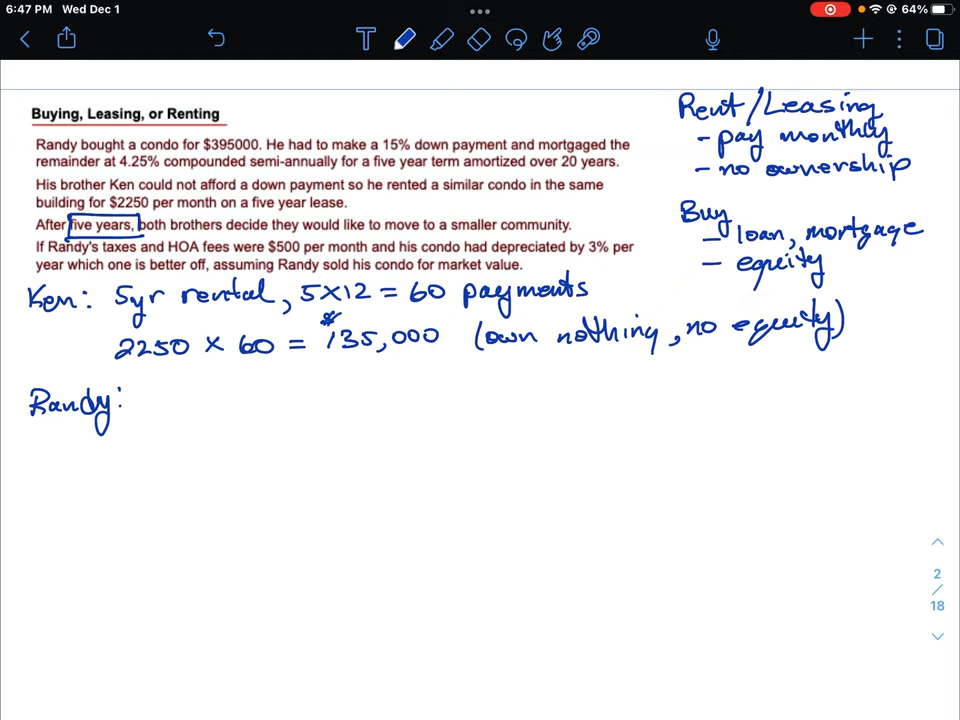 6:47 PM Wed Dec 1
64%
T
Buying, Leasing, or Renting
Randy bought a condo for $395000. He had to make a 15% down payment and mortgaged the
remainder at 4.25% compounded semi-annually for a five year term amortized over 20 years.
His brother Ken could not afford a down payment so he rented a similar condo in the same
building for $2250 per month on a five year lease.
After five years, both brothers decide they would like to move to a smaller community.
If Randy's taxes and HOA fees were $500 per month and his condo had depreciated by 3% per
year which one is better off, assuming Randy sold his condo for market value.
Rent/Leasing
- pay monthly
- no ownership
Buy
- loan, mortgage
- equity
Ken: 5yr rental, 5×12 = 60 payments
2250 × 60 = $135,000 (own nothing, no equity)
Randy:
2
/
18